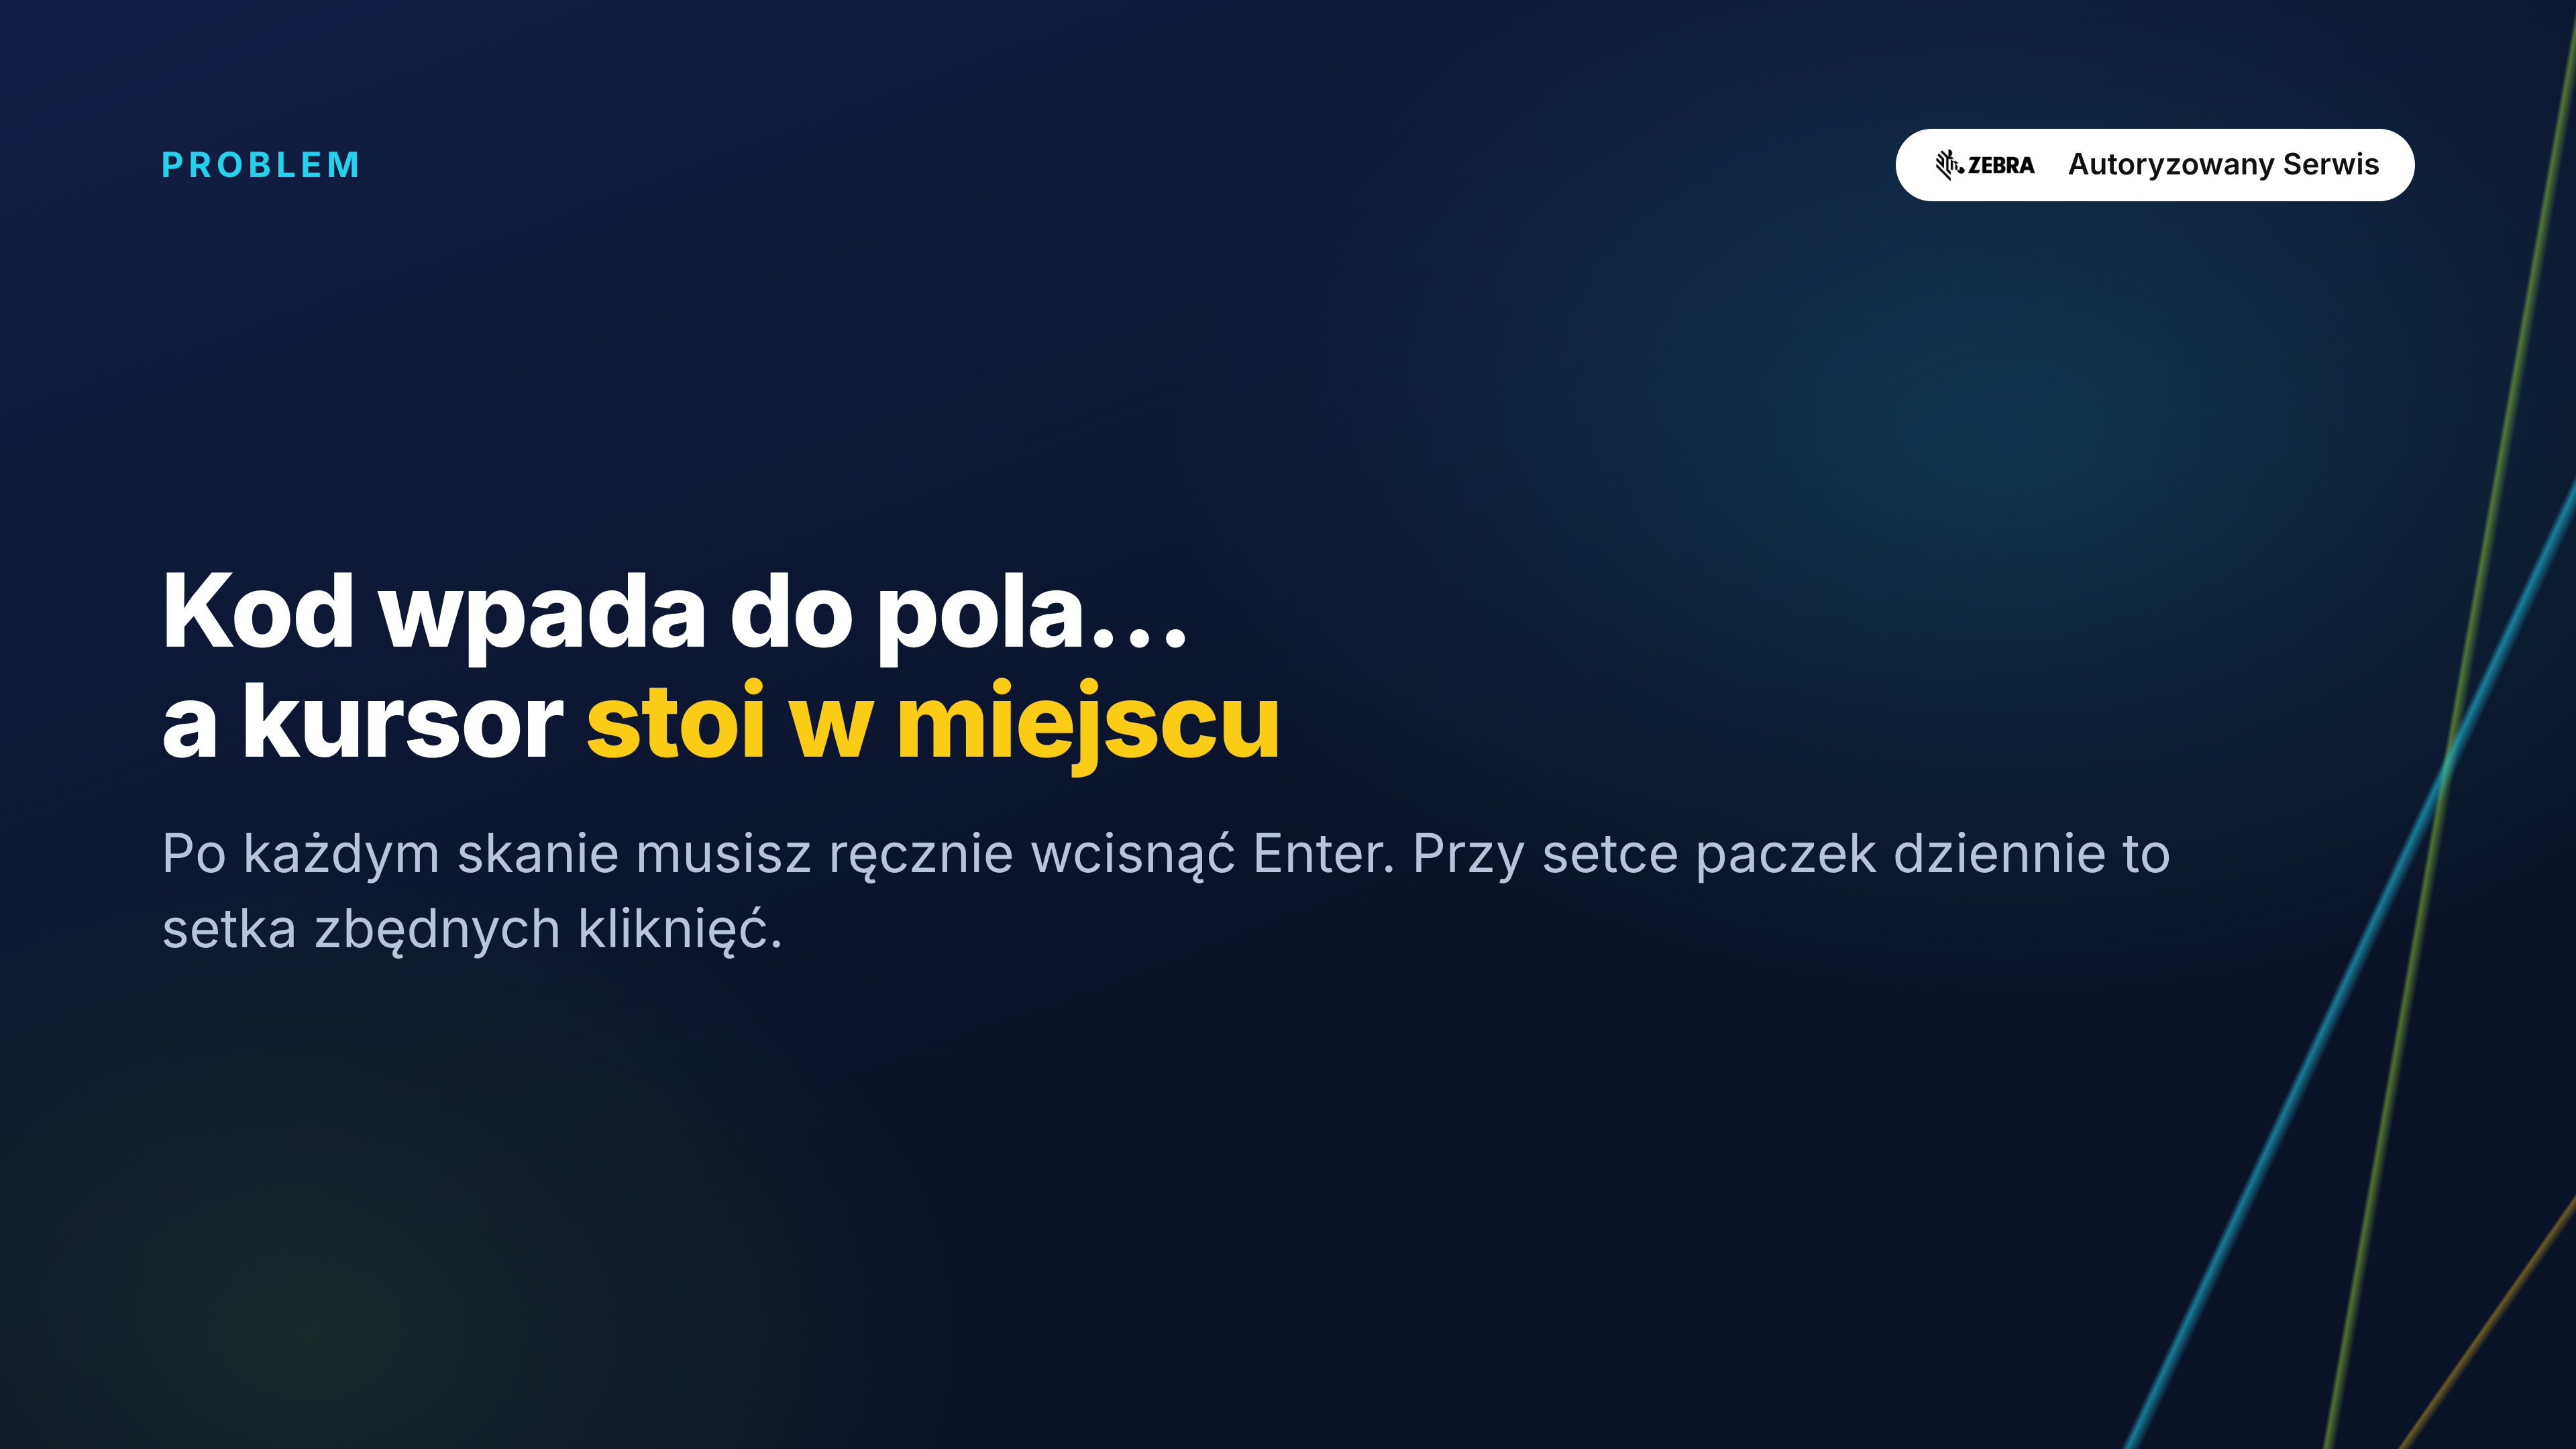 PROBLEM
ZEBRA Autoryzowany Serwis
Kod wpada do pola...
a kursor stoi w miejscu
Po każdym skanie musisz ręcznie wcisnąć Enter. Przy setce paczek dziennie to
setka zbędnych kliknięć.